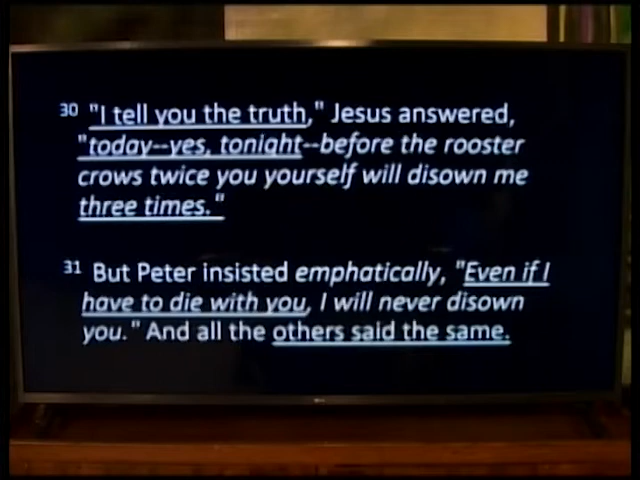 30 "I tell you the truth," Jesus answered,
"today--yes, tonight--before the rooster
crows twice you yourself will disown me
three times."
31 But Peter insisted emphatically, "Even if I
have to die with you, I will never disown
you." And all the others said the same.